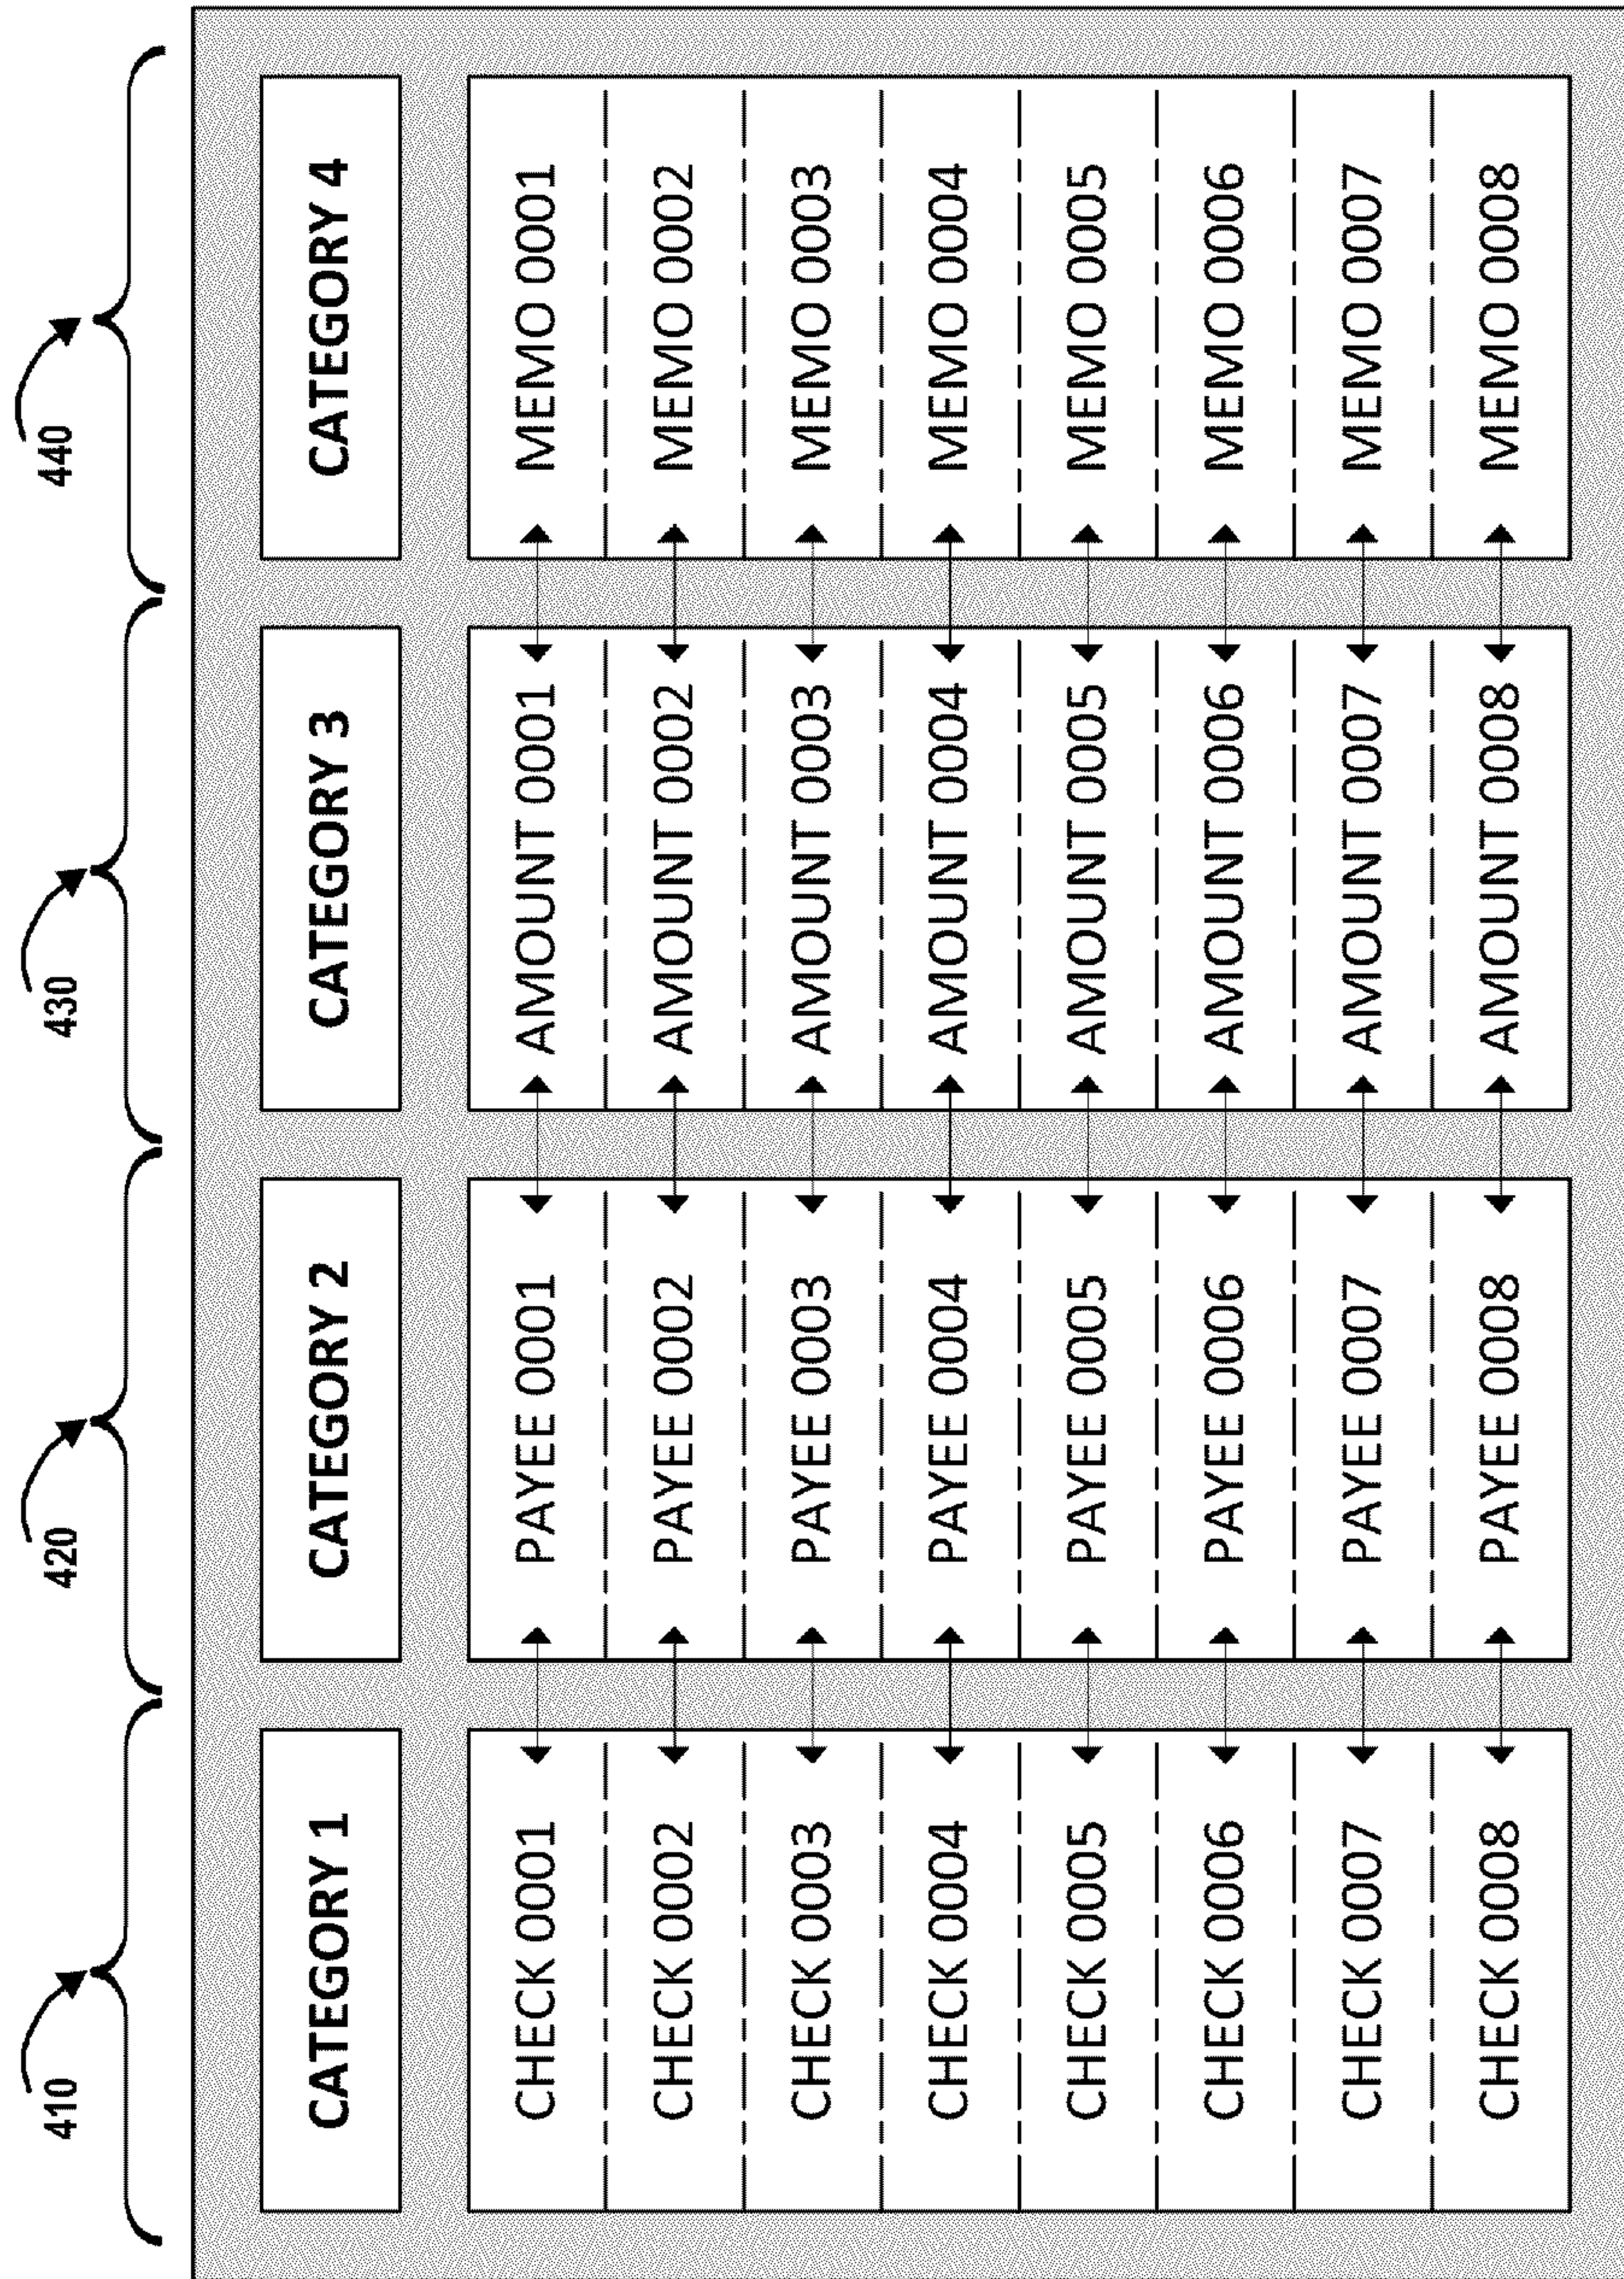 410 420 430 440
CATEGORY 1 CATEGORY 2 CATEGORY 3 CATEGORY 4
CHECK 0001 PAYEE 0001 AMOUNT 0001 MEMO 0001
CHECK 0002 PAYEE 0002 AMOUNT 0002 MEMO 0002
CHECK 0003 PAYEE 0003 AMOUNT 0003 MEMO 0003
CHECK 0004 PAYEE 0004 AMOUNT 0004 MEMO 0004
CHECK 0005 PAYEE 0005 AMOUNT 0005 MEMO 0005
CHECK 0006 PAYEE 0006 AMOUNT 0006 MEMO 0006
CHECK 0007 PAYEE 0007 AMOUNT 0007 MEMO 0007
CHECK 0008 PAYEE 0008 AMOUNT 0008 MEMO 0008